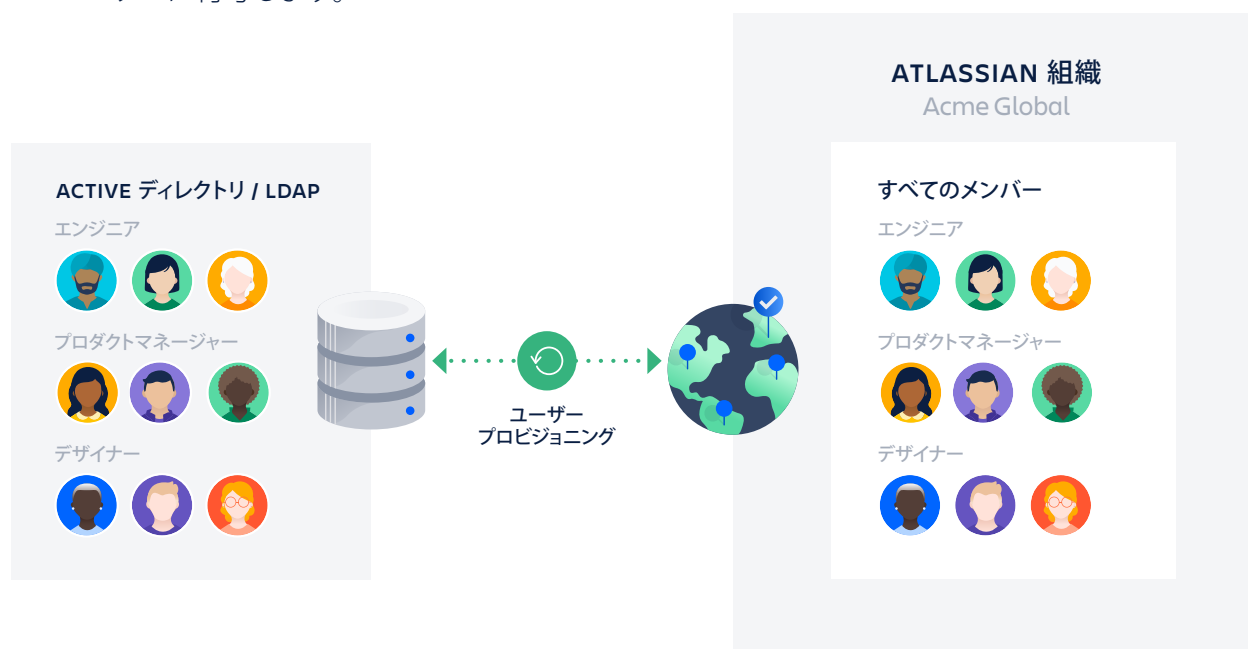 ATLASSIAN 組織
Acme Global
ACTIVE ディレクトリ / LDAP
エンジニア
プロダクトマネージャー
デザイナー
ユーザー
プロビジョニング
すべてのメンバー
エンジニア
プロダクトマネージャー
デザイナー